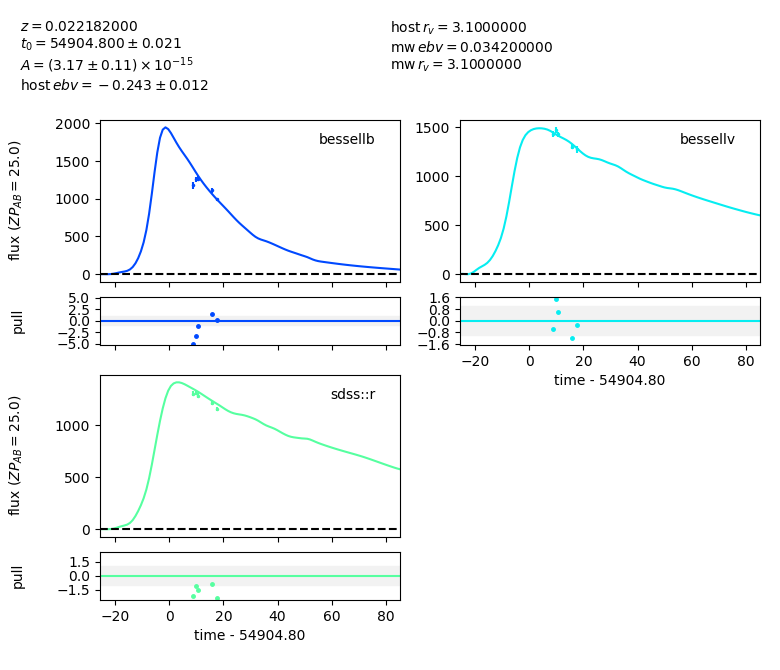 z = 0.022182000
t₀ = 54904.800 ± 0.021
A = (3.17 ± 0.11) × 10⁻¹⁵
host ebv = − 0.243 ± 0.012
host r_v = 3.1000000
mw ebv = 0.034200000
mw r_v = 3.1000000
flux (ZP_AB = 25.0)
2000
1500
1000
500
0
bessellb
pull
5.0
2.5
0.0
−2.5
−5.0
1500
1000
500
0
bessellv
1.6
0.8
0.0
−0.8
−1.6
−20 0 20 40 60 80
time - 54904.80
flux (ZP_AB = 25.0)
1000
500
0
sdss::r
pull
1.5
0.0
−1.5
−20 0 20 40 60 80
time - 54904.80